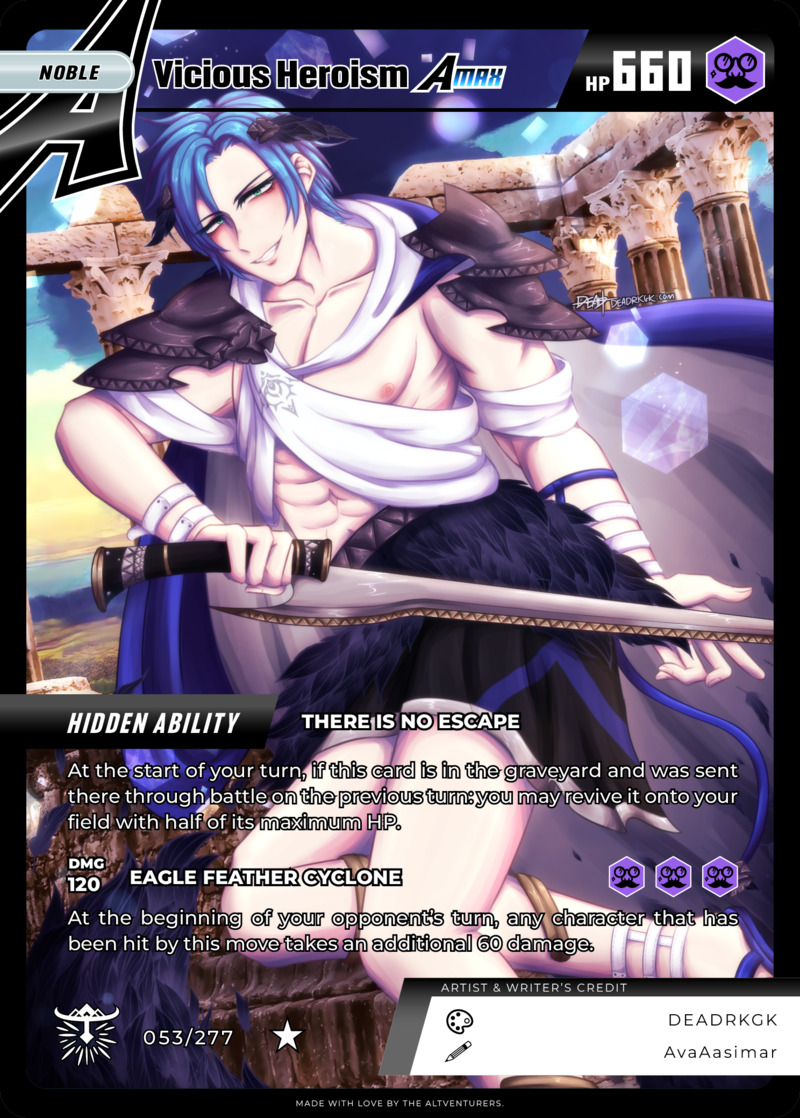 NOBLE
Vicious Heroism AMAX
HP 660
DEAD DEADRKGK.COM
HIDDEN ABILITY
THERE IS NO ESCAPE
At the start of your turn, if this card is in the graveyard and was sent
there through battle on the previous turn: you may revive it onto your
field with half of its maximum HP.
DMG
120
EAGLE FEATHER CYCLONE
At the beginning of your opponent's turn, any character that has
been hit by this move takes an additional 60 damage.
ARTIST & WRITER'S CREDIT
053/277
DEADRKGK
AvaAasimar
MADE WITH LOVE BY THE ALTVENTURERS.